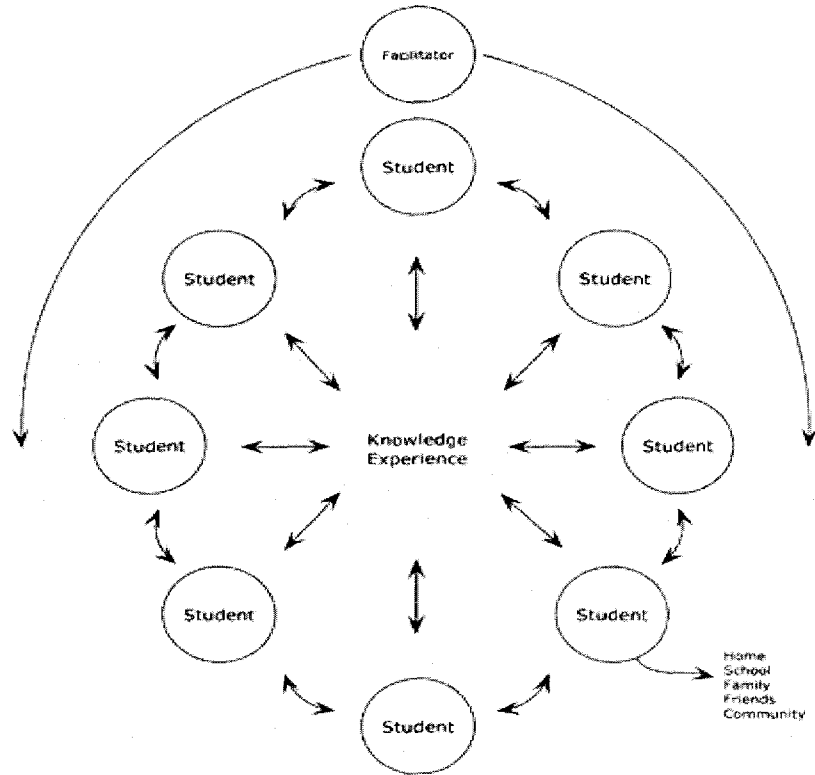 Facilitator
Student
Student
Student
Student
Knowledge
Experience
Student
Student
Student
Home
School
Family
Friends
Community
Student